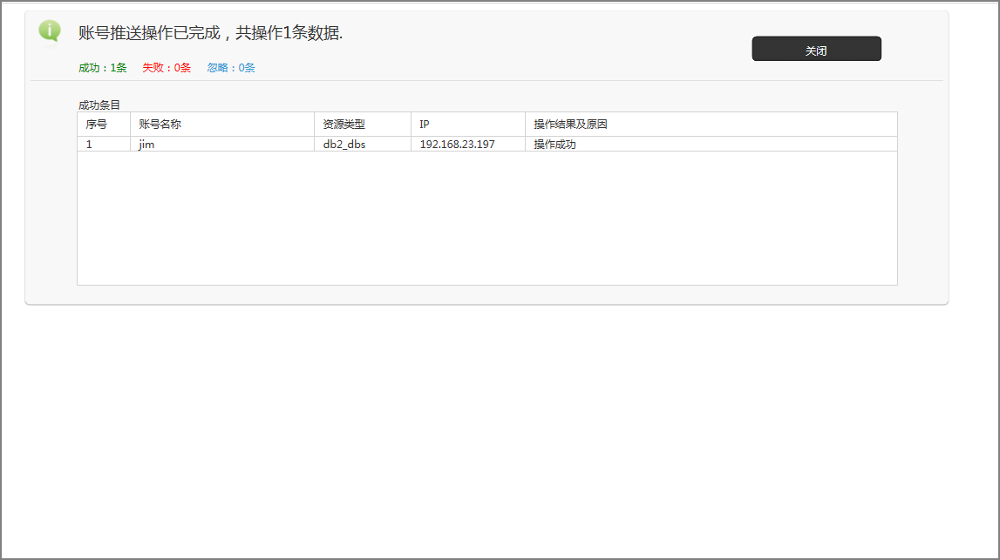 账号推送操作已完成，共操作1条数据.
关闭
成功：1条 失败：0条 忽略：0条
成功条目
序号 账号名称 资源类型 IP 操作结果及原因
1 jim db2_dbs 192.168.23.197 操作成功